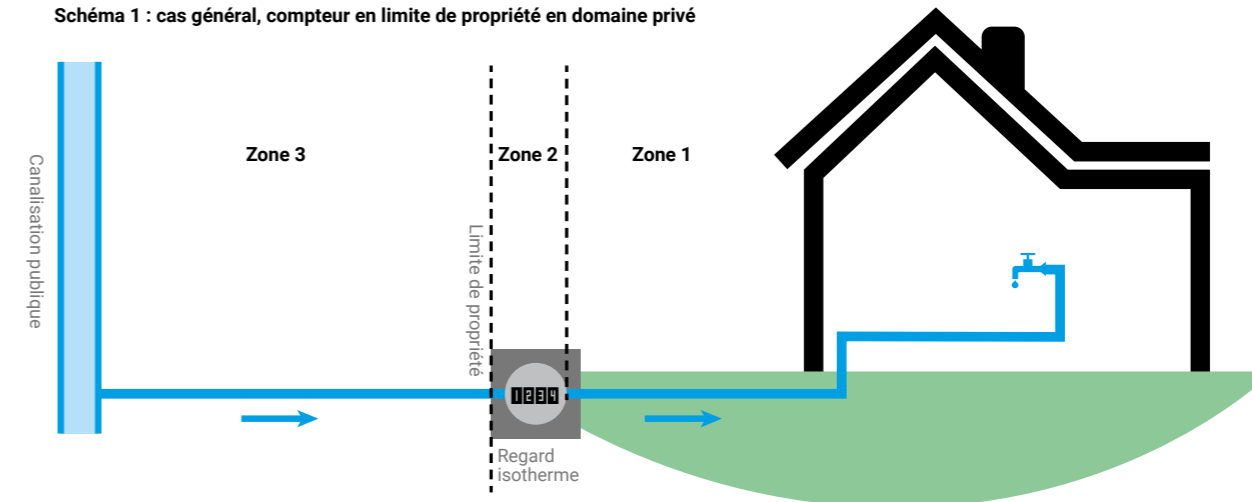 Schéma 1 : cas général, compteur en limite de propriété en domaine privé
Canalisation publique
Zone 3
Limite de propriété
Zone 2
Zone 1
1234
Regard
isotherme